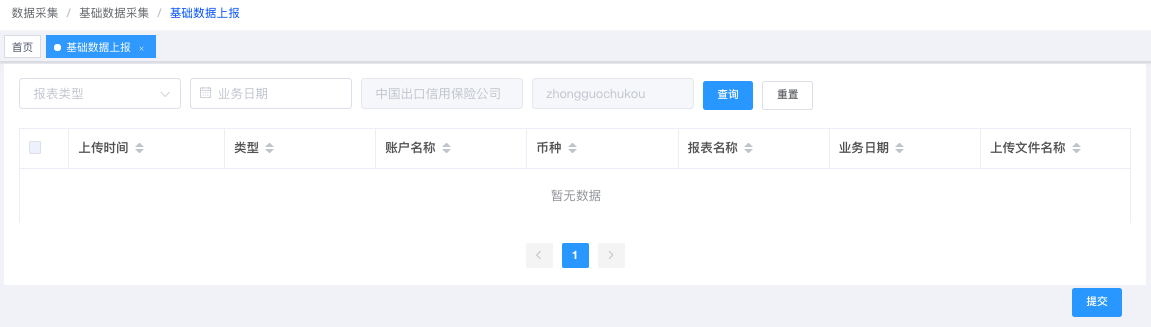 数据采集 / 基础数据采集 / 基础数据上报
首页 基础数据上报 ×
报表类型 业务日期 中国出口信用保险公司 zhongguochukou 查询 重置
上传时间 类型 账户名称 币种 报表名称 业务日期 上传文件名称
暂无数据
1
提交